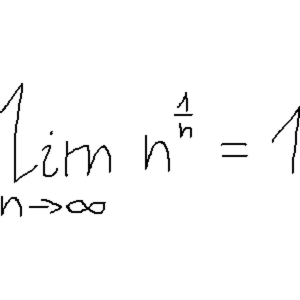 lim n^{1/n} = 1
n→∞